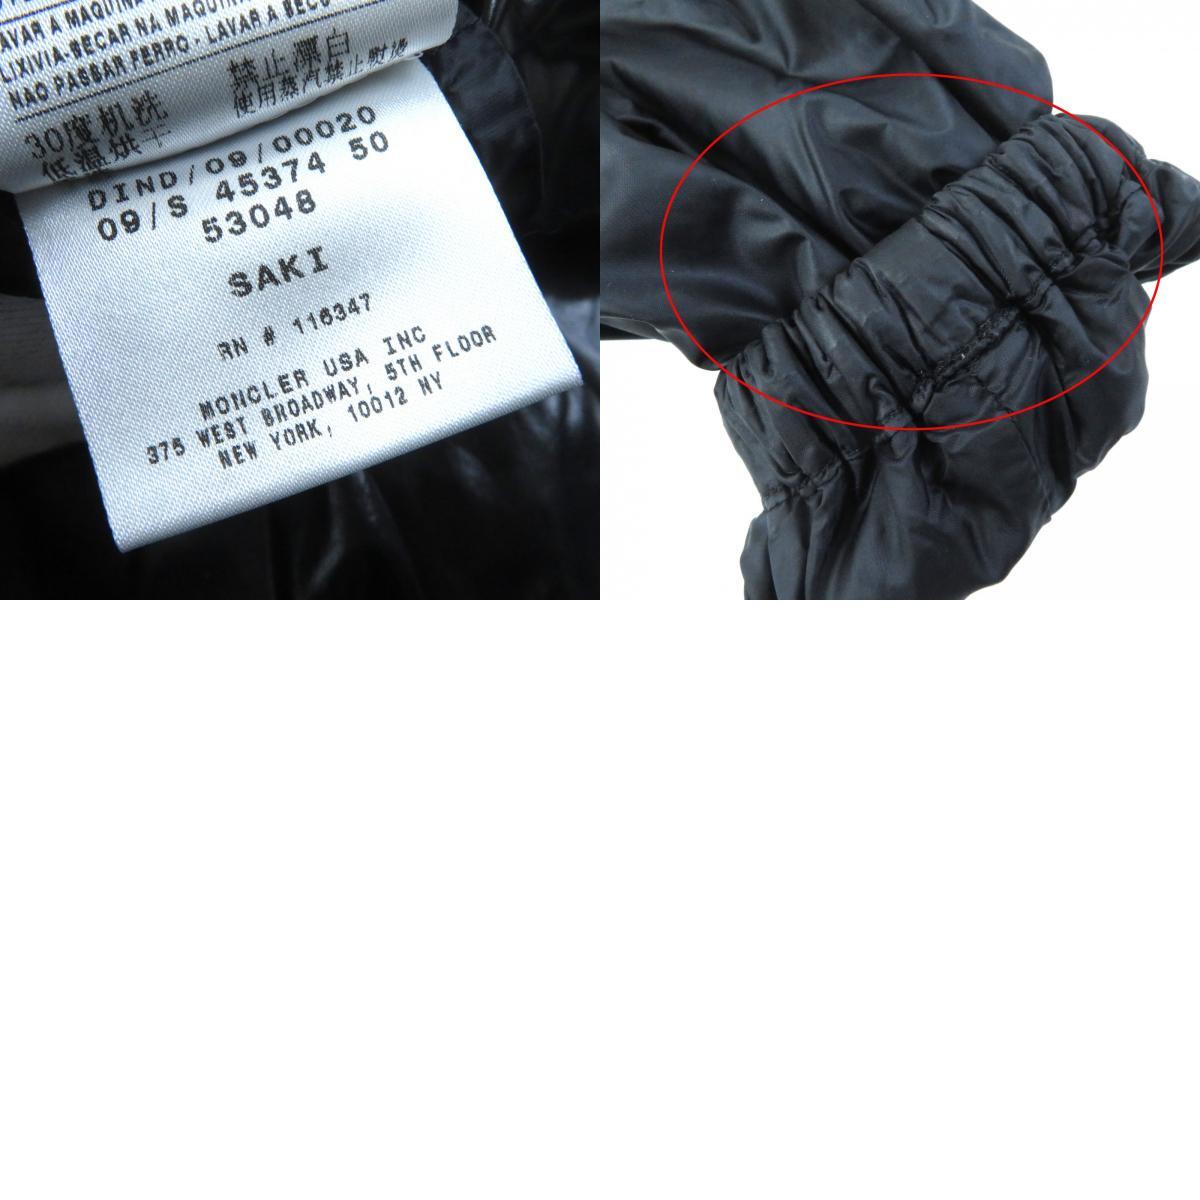 AVAR A MAQUINA
LIXIVIA-SECAR NA MAQUINA
NAO PASSAR FERRO. LAVAR A SECO
30度机洗 禁止漂白
低温烘干 使用蒸汽禁止熨烫
DIND/09/00020
09/S 45374 50
53048
SAKI
RN # 116347
MONCLER USA INC
375 WEST BROADWAY, 5TH FLOOR
NEW YORK, 10012 NY